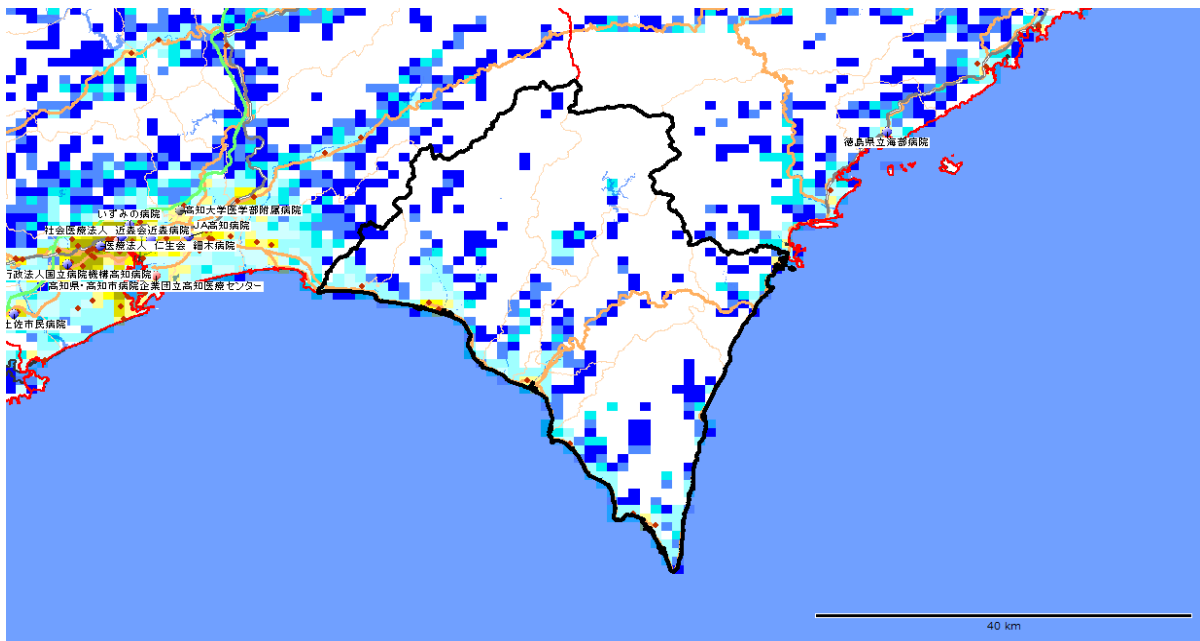 徳島県立海部病院
いずみの病院
高知大学医学部附属病院
社会医療法人 近森会近森病院
JA高知病院
医療法人 仁生会 細木病院
行政法人国立病院機構高知病院
高知県・高知市病院企業団立高知医療センター
土佐市民病院
40 km